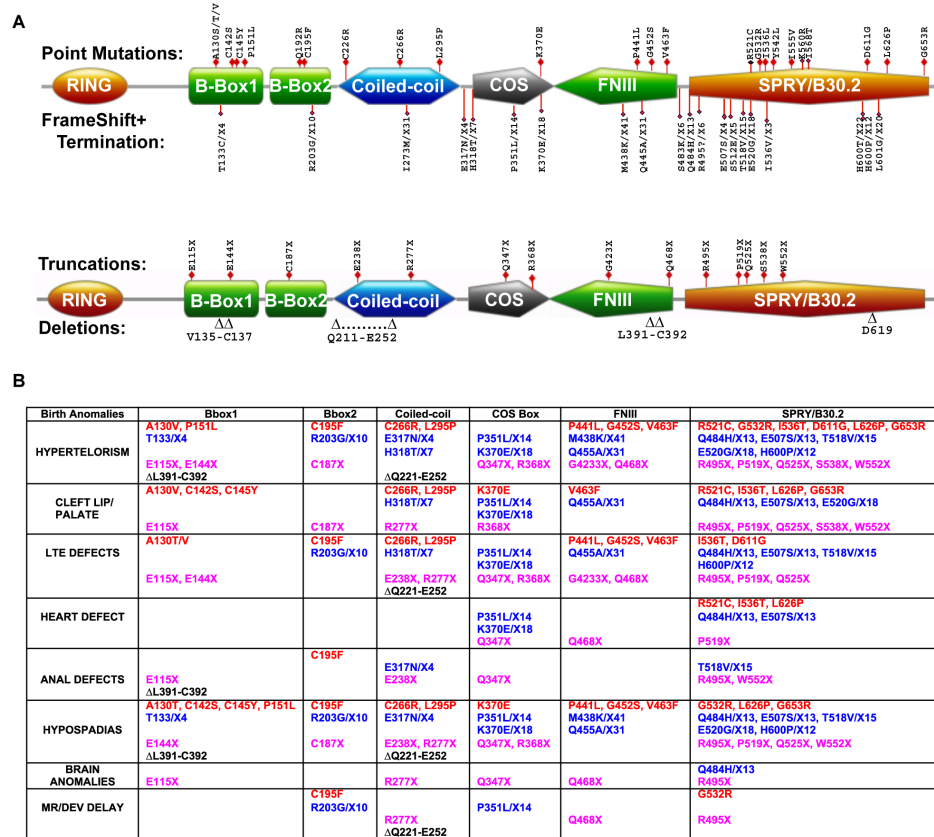 A
Point Mutations:
A130S/T/V
C142S
C145Y
P151L
Q192R
C195F
C226R
C266R
L295P
K370E
P441L
G452S
V463F
R521C
G532R
I536L
Y542L
I555V
K568R
I568T
D611G
L626P
G653R
RING B-Box1 B-Box2 Coiled-coil COS FNIII SPRY/B30.2
FrameShift+
Termination:
T133C/X4
R203G/X10
I273M/X31
E317N/X4
H318T/X7
P351L/X14
K370E/X18
M438K/X41
Q445A/X31
S483K/X6
Q484H/X13
R495?/X6
E507S/X4
S512E/X5
T518V/X15
E520G/X18
I536V/X3
H600T/X22
H600P/X12
L601G/X20
Truncations:
E115X
E144X
C187X
E238X
R277X
Q347X
R368X
G423X
Q468X
R495X
P519X
Q525X
S538X
W552X
RING B-Box1 B-Box2 Coiled-coil COS FNIII SPRY/B30.2
Deletions:
Δ Δ Δ.........Δ Δ Δ Δ
V135-C137 Q211-E252 L391-C392 D619
B
Birth Anomalies Bbox1 Bbox2 Coiled-coil COS Box FNIII SPRY/B30.2
HYPERTELORISM
A130V, P151L C195F C266R, L295P P441L, G452S, V463F R521C, G532R, I536T, D611G, L626P, G653R
T133/X4 R203G/X10 E317N/X4 P351L/X14 M438K/X41 Q484H/X13, E507S/X13, T518V/X15
H318T/X7 K370E/X18 Q455A/X31 E520G/X18, H600P/X12
E115X, E144X C187X Q347X, R368X G4233X, Q468X R495X, P519X, Q525X, S538X, W552X
ΔL391-C392 ΔQ221-E252
CLEFT LIP/
PALATE
A130V, C142S, C145Y C266R, L295P K370E V463F R521C, I536T, L626P, G653R
H318T/X7 P351L/X14 Q455A/X31 Q484H/X13, E507S/X13, E520G/X18
K370E/X18
E115X C187X R277X R368X R495X, P519X, Q525X, S538X, W552X
LTE DEFECTS
A130T/V C195F C266R, L295P P441L, G452S, V463F I536T, D611G
R203G/X10 H318T/X7 P351L/X14 Q455A/X31 Q484H/X13, E507S/X13, T518V/X15
K370E/X18 H600P/X12
E115X, E144X E238X, R277X Q347X, R368X G4233X, Q468X R495X, P519X, Q525X
ΔQ221-E252
HEART DEFECT
R521C, I536T, L626P
P351L/X14 Q484H/X13, E507S/X13
K370E/X18
Q347X Q468X P519X
ANAL DEFECTS
C195F
E317N/X4 T518V/X15
E115X E238X Q347X R495X, W552X
ΔL391-C392
HYPOSPADIAS
A130T, C142S, C145Y, P151L C195F C266R, L295P K370E P441L, G452S, V463F G532R, L626P, G653R
T133/X4 R203G/X10 E317N/X4 P351L/X14 M438K/X41 Q484H/X13, E507S/X13, T518V/X15
K370E/X18 Q455A/X31 E520G/X18, H600P/X12
E144X C187X E238X, R277X Q347X, R368X R495X, P519X, Q525X, W552X
ΔL391-C392 ΔQ221-E252
BRAIN
ANOMALIES
Q484H/X13
E115X R277X Q347X Q468X R495X
MR/DEV DELAY
C195F G532R
R203G/X10 P351L/X14
R277X Q468X R495X
ΔQ221-E252